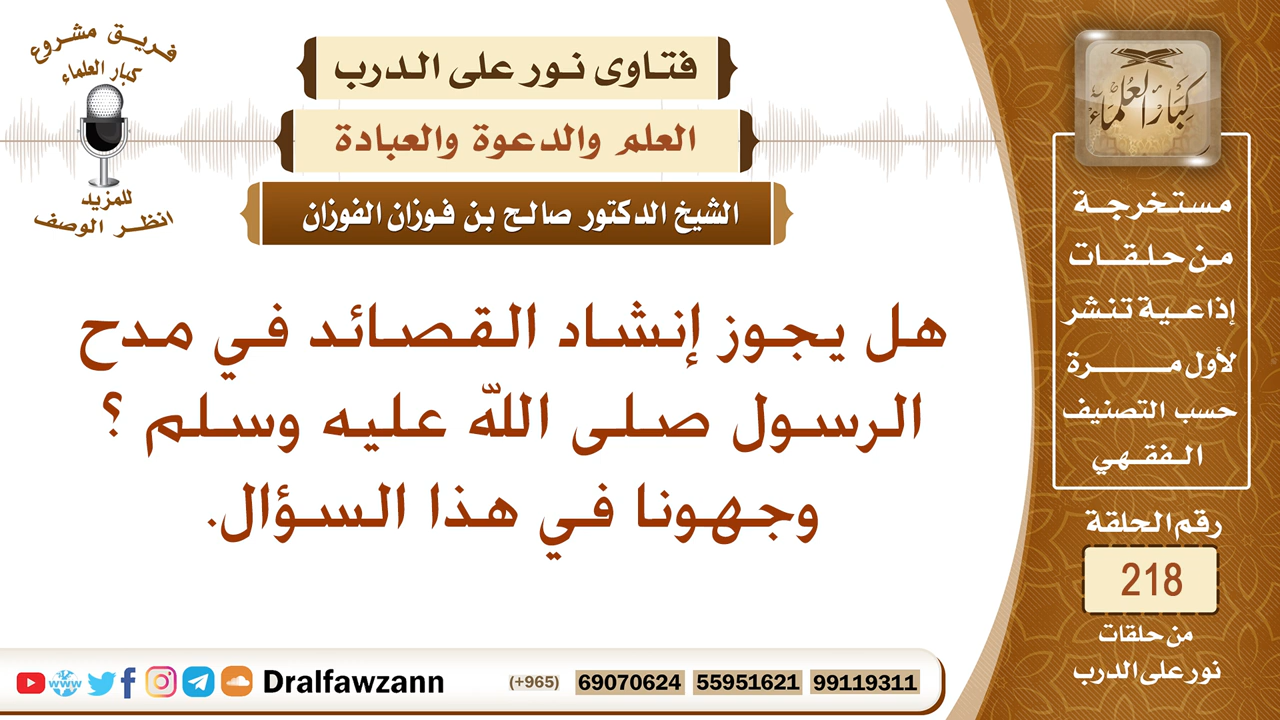 فريق مشروع
كبار العلماء
للمزيد
انظر الوصف
فتاوى نور على الدرب
العلم والدعوة والعبادة
الشيخ الدكتور صالح بن فوزان الفوزان
هل يجوز إنشاد القصائد في مدح
الرسول صلى الله عليه وسلم ؟
وجهونا في هذا السؤال.
كبار العلماء
مستخرجة
من حلقات
إذاعية تنشر
لأول مرة
حسب التصنيف
الفقهي
رقم الحلقة
218
من حلقات
نور على الدرب
www Dralfawzann (+965) 69070624 55951621 99119311